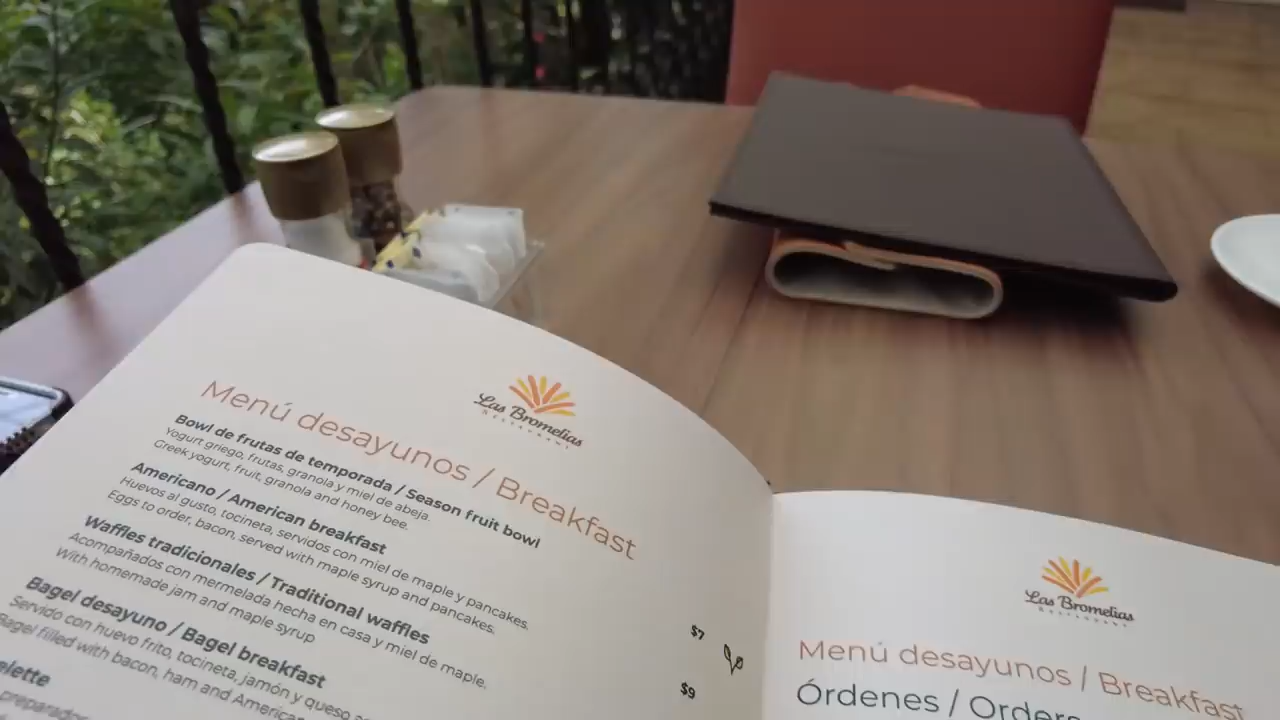 Las Bromelias
RESTAURANT
Menú desayunos / Breakfast
Bowl de frutas de temporada / Season fruit bowl
Yogurt griego, frutas, granola y miel de abeja.
Greek yogurt, fruit, granola and honey bee.
$7
Americano / American breakfast
Huevos al gusto, tocineta, servidos con miel de maple y pancakes.
Eggs to order, bacon, served with maple syrup and pancakes.
$9
Waffles tradicionales / Traditional waffles
Acompañados con mermelada hecha en casa y miel de maple,
With homemade jam and maple syrup
Bagel desayuno / Bagel breakfast
Servido con huevo frito, tocineta, jamón y queso
Bagel filled with bacon, ham and American
elette
preparados
Las Bromelias
RESTAURANT
Menú desayunos / Breakfast
Órdenes / Orders